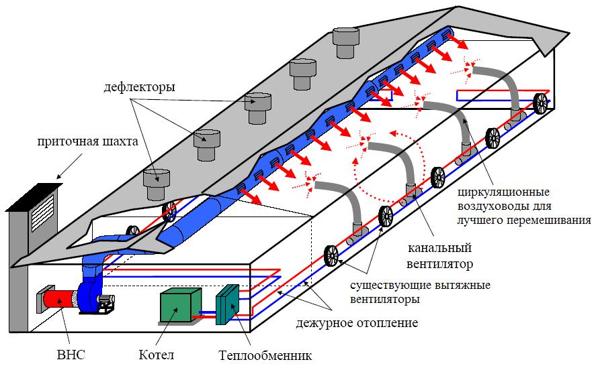 дефлекторы
приточная шахта
циркуляционные
воздуховоды для
лучшего перемешивания
канальный
вентилятор
существующие вытяжные
вентиляторы
дежурное отопление
ВНС
Котел
Теплообменник